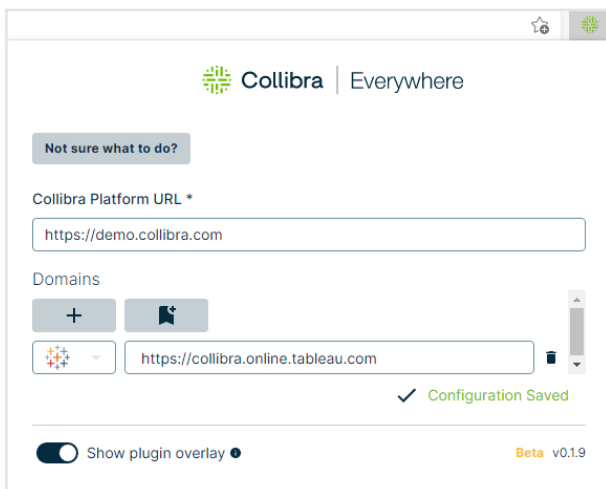 Collibra | Everywhere
Not sure what to do?
Collibra Platform URL *
https://demo.collibra.com
Domains
+
https://collibra.online.tableau.com
Configuration Saved
Show plugin overlay
Beta v0.1.9